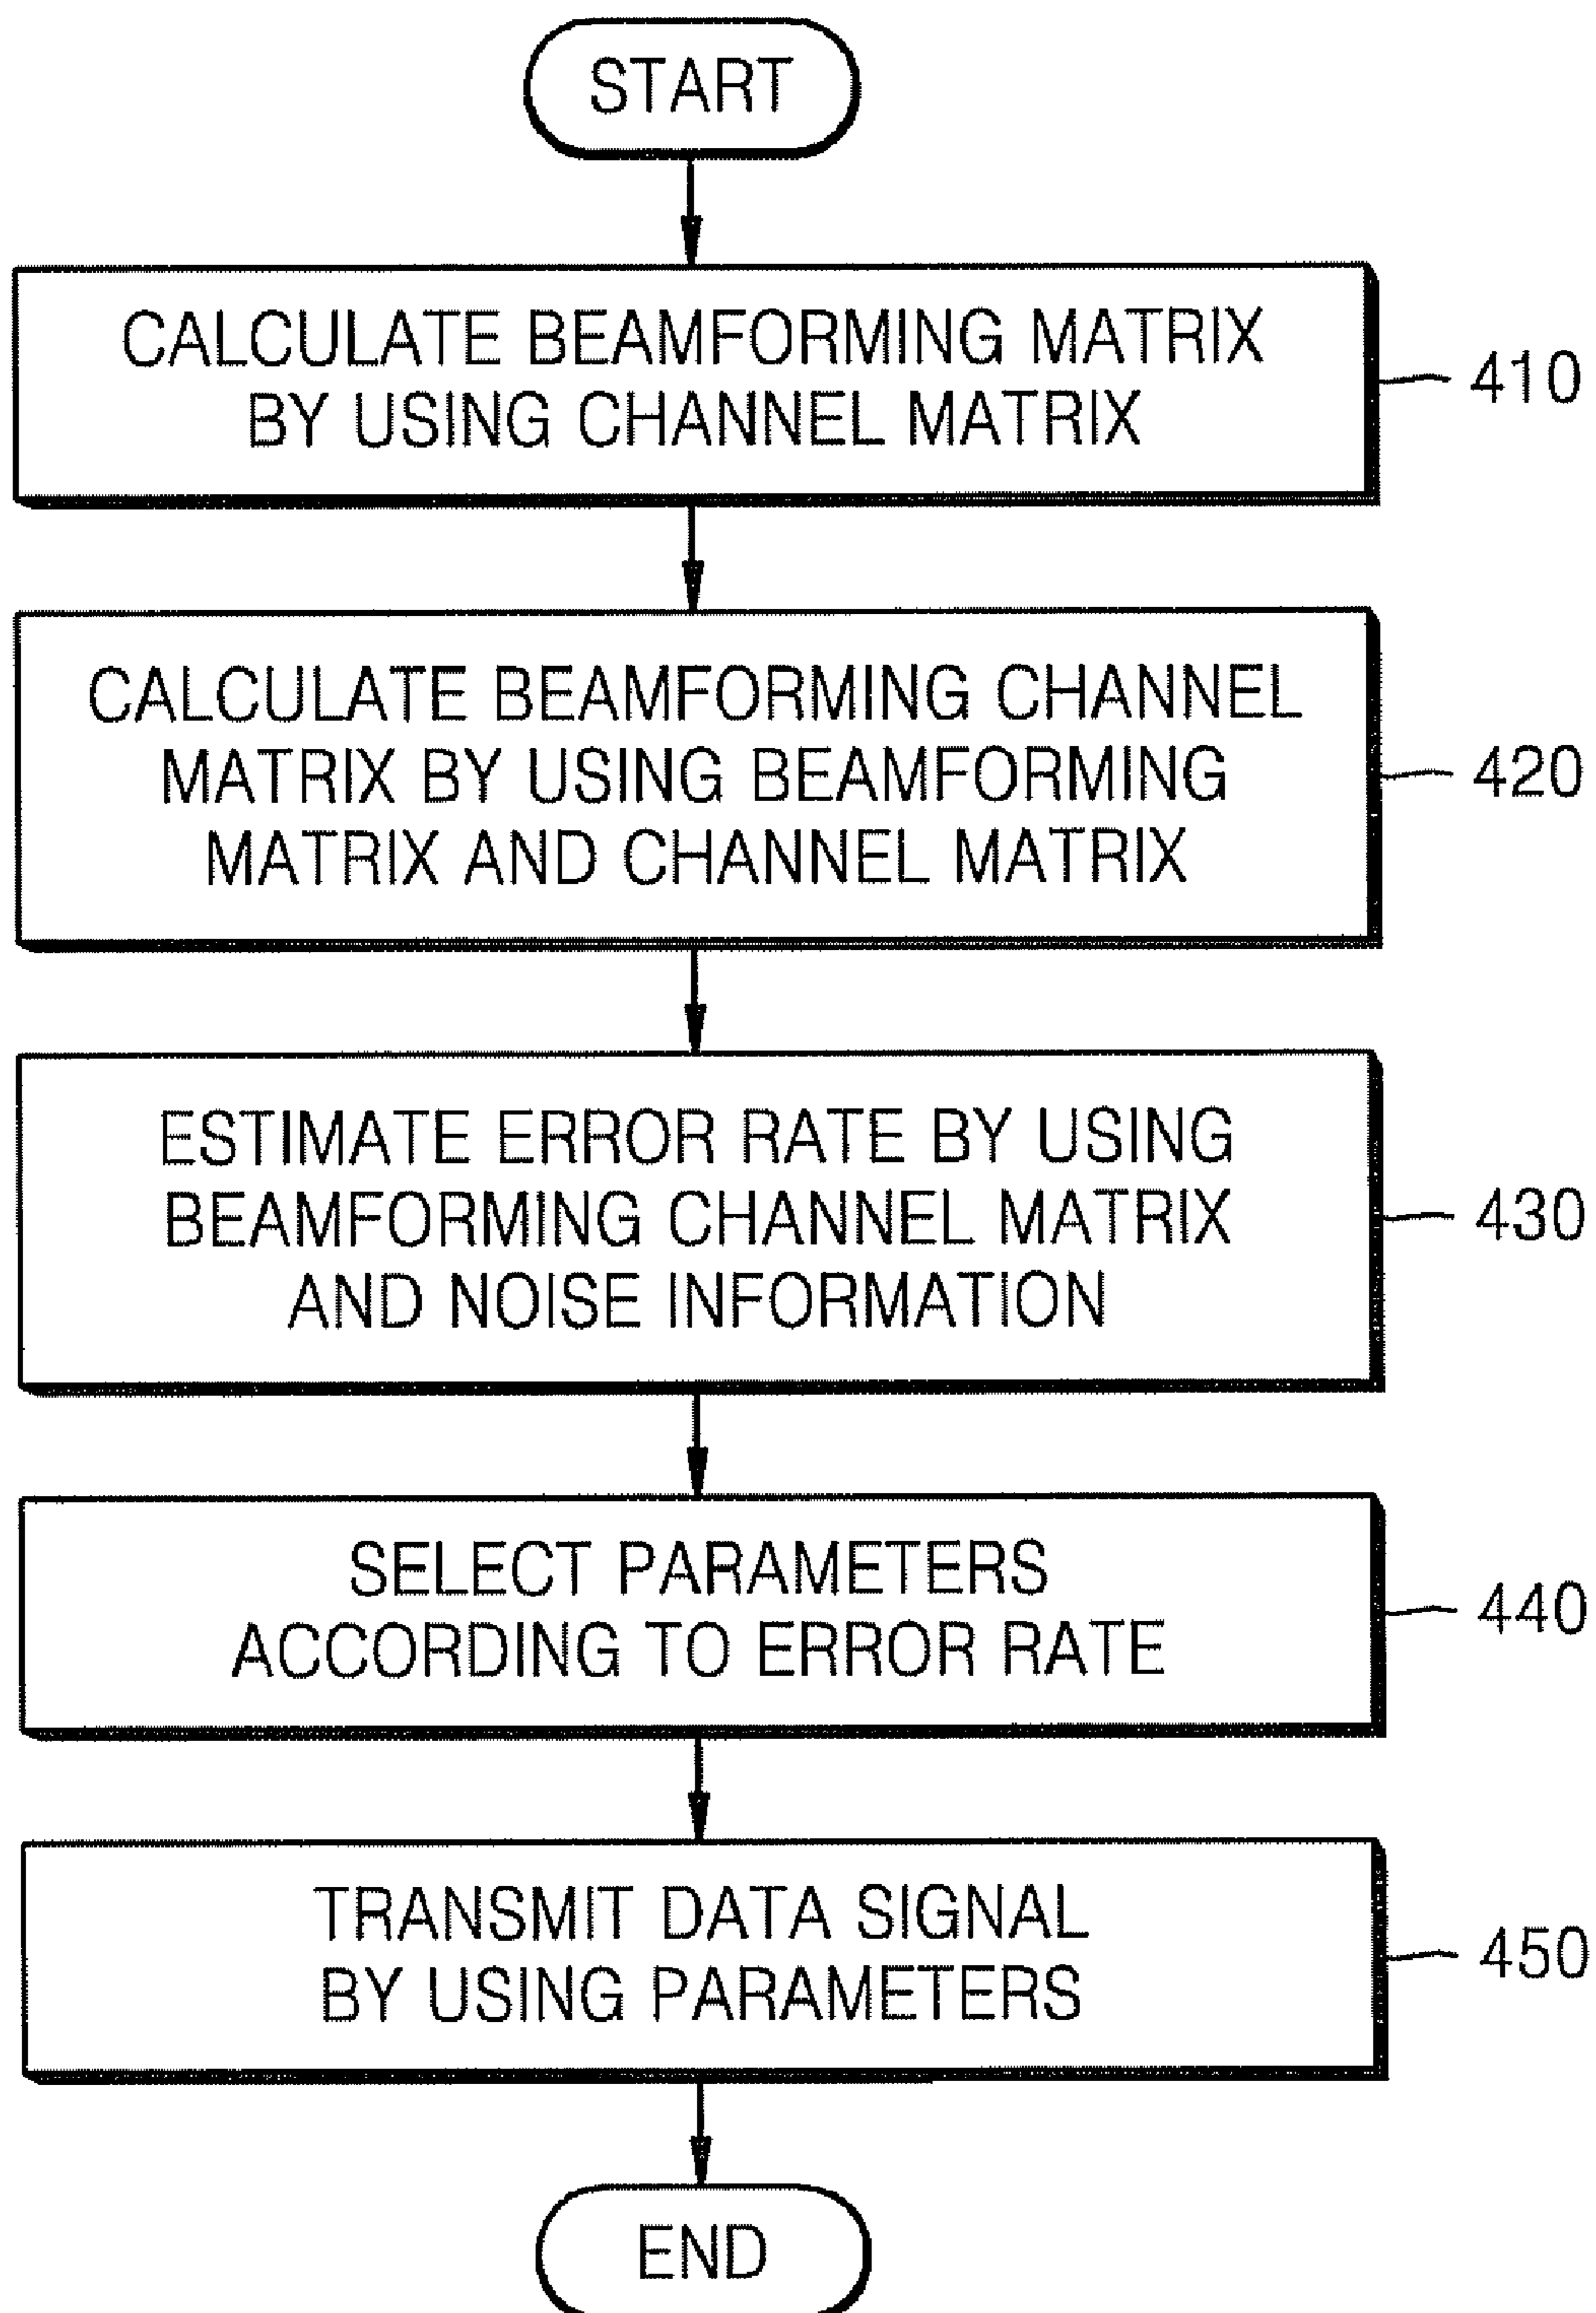 START
CALCULATE BEAMFORMING MATRIX
BY USING CHANNEL MATRIX
410
CALCULATE BEAMFORMING CHANNEL
MATRIX BY USING BEAMFORMING
MATRIX AND CHANNEL MATRIX
420
ESTIMATE ERROR RATE BY USING
BEAMFORMING CHANNEL MATRIX
AND NOISE INFORMATION
430
SELECT PARAMETERS
ACCORDING TO ERROR RATE
440
TRANSMIT DATA SIGNAL
BY USING PARAMETERS
450
END